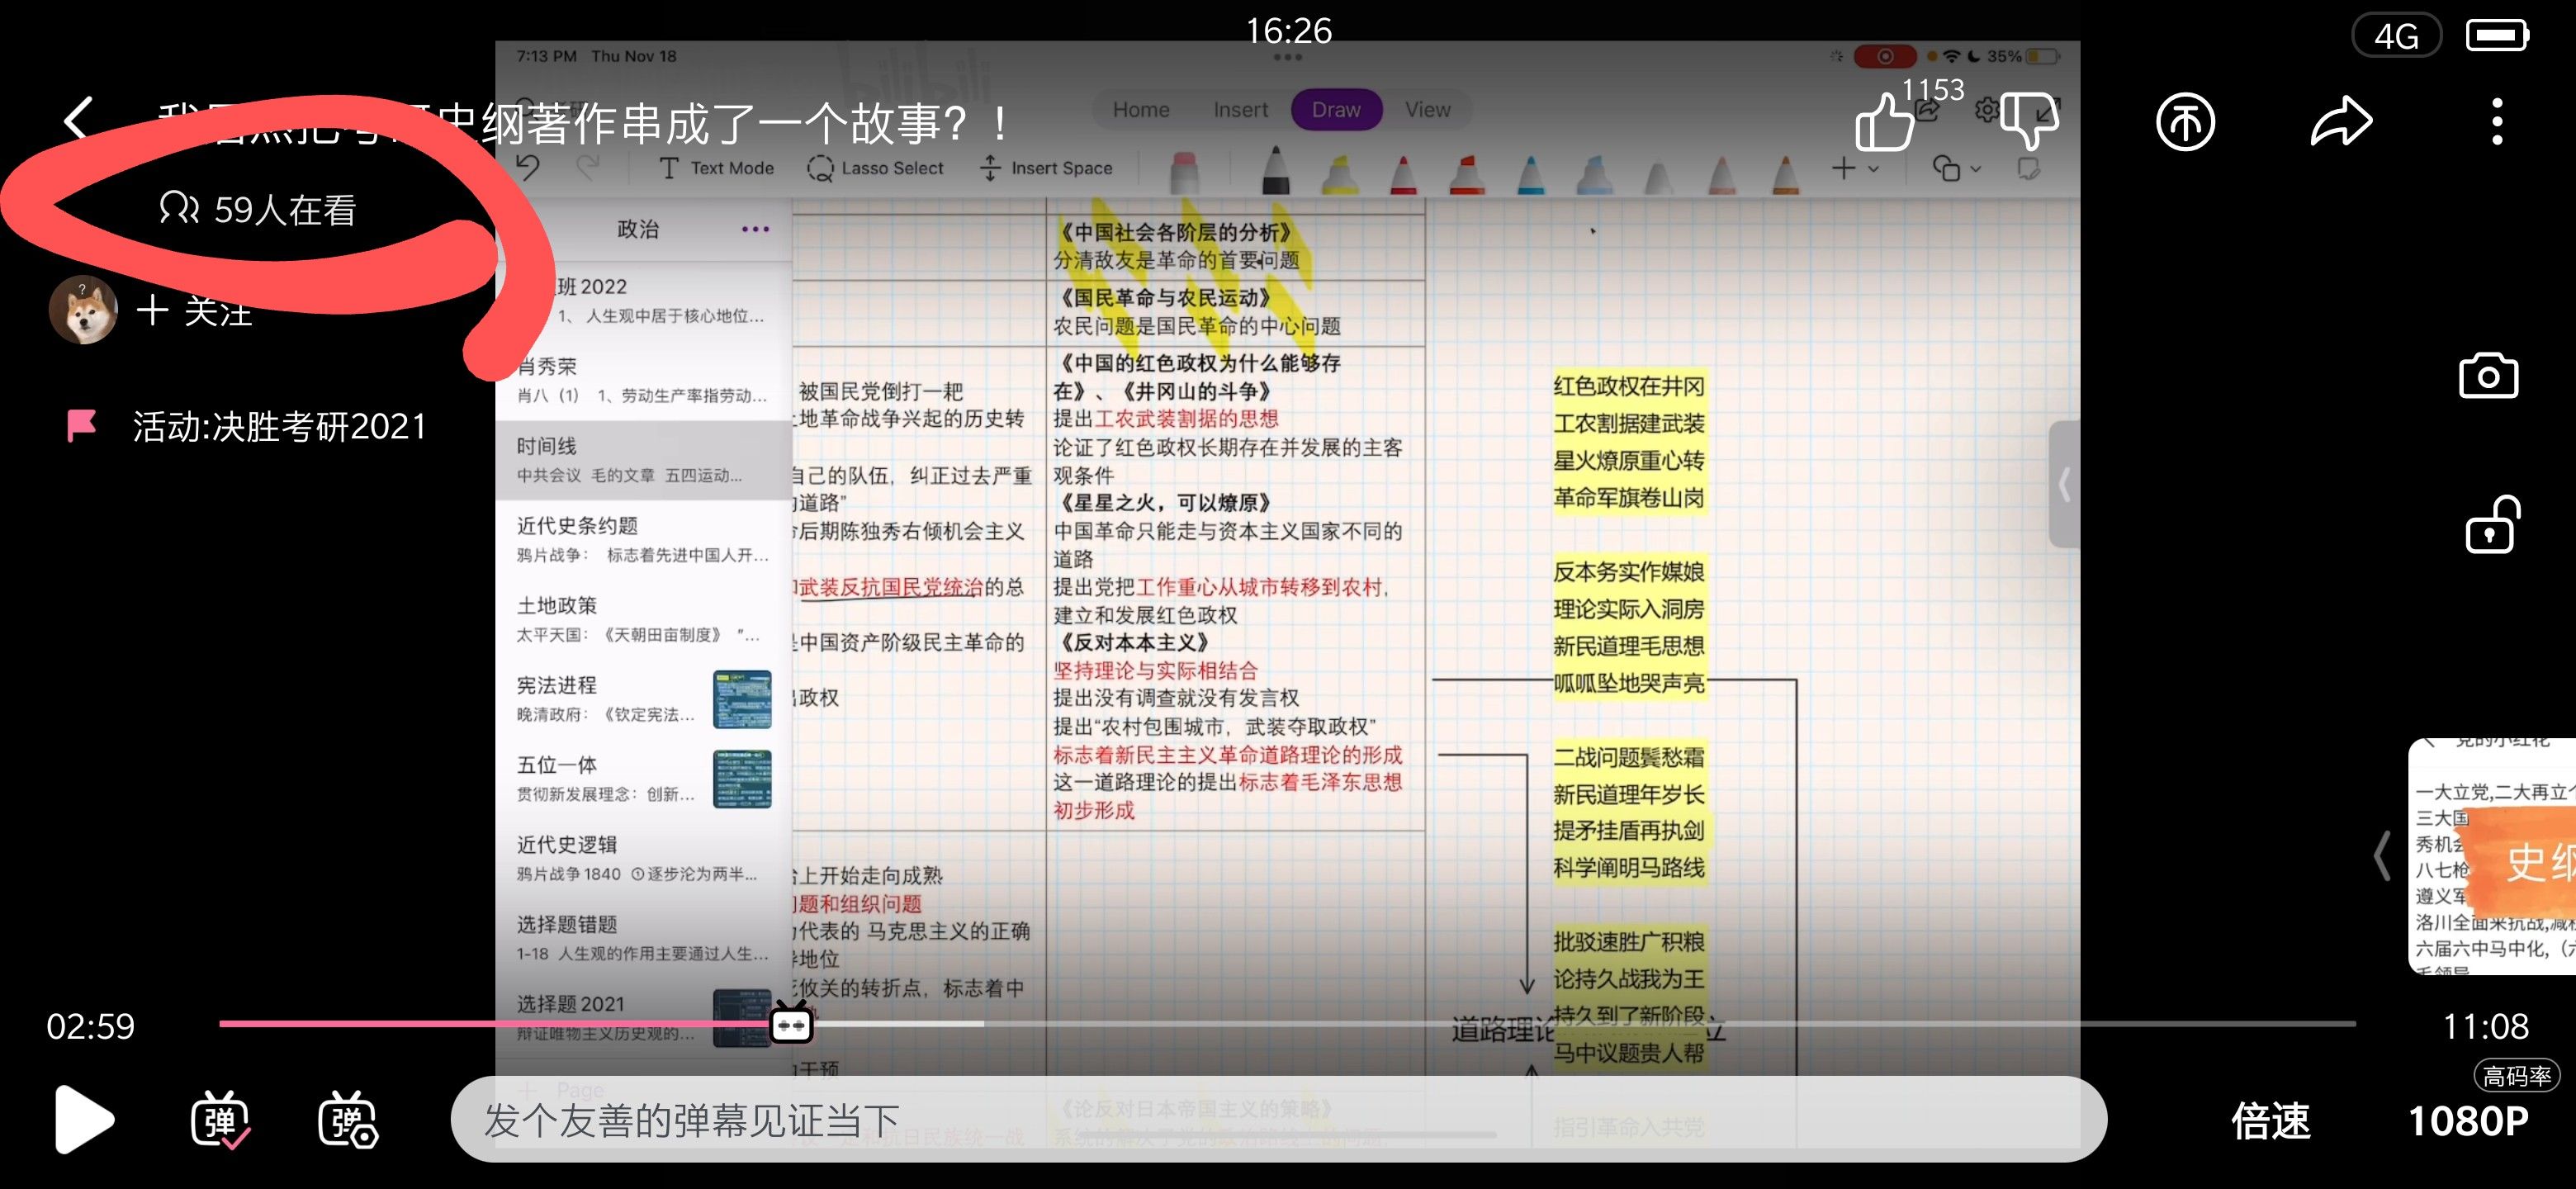 16:26
4G
7:13 PM Thu Nov 18
35%
史纲著作串成了一个故事？！
1153
Home Insert Draw View
59人在看
Text Mode Lasso Select Insert Space
关注
活动:决胜考研2021
政治
班2022
1、 人生观中居于核心地位...
肖秀荣
肖八（1） 1、劳动生产率指劳动...
时间线
中共会议 毛的文章 五四运动...
近代史条约题
鸦片战争： 标志着先进中国人开...
土地政策
太平天国：《天朝田亩制度》 "...
宪法进程
晚清政府：《钦定宪法...
五位一体
贯彻新发展理念：创新...
近代史逻辑
鸦片战争1840 ①逐步沦为两半...
选择题错题
1-18 人生观的作用主要通过人生...
选择题2021
辩证唯物主义历史观的...
Page
被国民党倒打一耙
地革命战争兴起的历史转
自己的队伍，纠正过去严重
道路”
后期陈独秀右倾机会主义
武装反抗国民党统治的总
中国资产阶级民主革命的
政权
上开始走向成熟
题和组织问题
代表的 马克思主义的正确
地位
攸关的转折点，标志着中
干预
《中国社会各阶层的分析》
分清敌友是革命的首要问题
《国民革命与农民运动》
农民问题是国民革命的中心问题
《中国的红色政权为什么能够存
在》、《井冈山的斗争》
提出工农武装割据的思想
论证了红色政权长期存在并发展的主客
观条件
《星星之火，可以燎原》
中国革命只能走与资本主义国家不同的
道路
提出党把工作重心从城市转移到农村，
建立和发展红色政权
《反对本本主义》
坚持理论与实际相结合
提出没有调查就没有发言权
提出“农村包围城市，武装夺取政权”
标志着新民主主义革命道路理论的形成
这一道路理论的提出标志着毛泽东思想
初步形成
《论反对日本帝国主义的策略》
红色政权在井冈
工农割据建武装
星火燎原重心转
革命军旗卷山岗
反本务实作媒娘
理论实际入洞房
新民道理毛思想
呱呱坠地哭声亮
二战问题鬓愁霜
新民道理年岁长
提矛挂盾再执剑
科学阐明马路线
批驳速胜广积粮
论持久战我为王
持久到了新阶段
马中议题贵人帮
指引革命入共党
道路理论
立
一大立党,二大再立
三大国
秀机会
八七枪
遵义军
洛川全面来抗战,减
六届六中马中化,
史纲
02:59
11:08
弹
弹
发个友善的弹幕见证当下
倍速
高码率
1080P